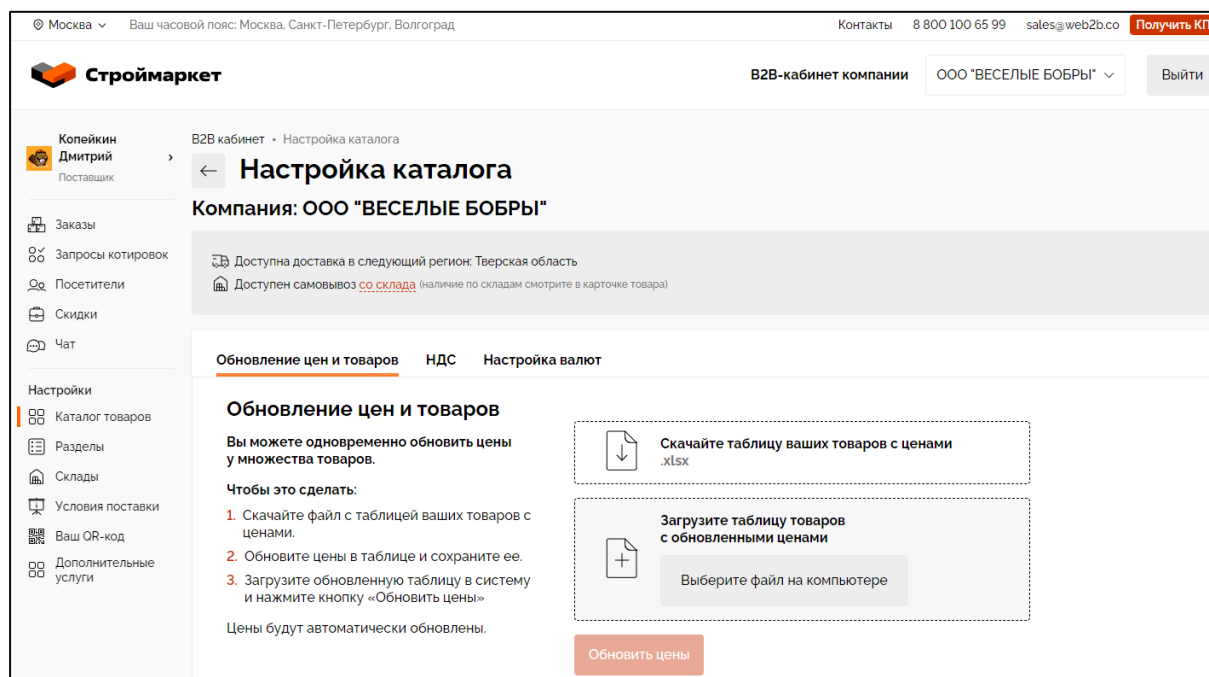 Москва
Ваш часовой пояс: Москва, Санкт-Петербург, Волгоград
Контакты
8 800 100 65 99
sales@web2b.co
Получить КП
Строймаркет
B2B-кабинет компании
ООО "ВЕСЕЛЫЕ БОБРЫ"
Выйти
Копейкин
Дмитрий
Поставщик
Заказы
Запросы котировок
Посетители
Скидки
Чат
Настройки
Каталог товаров
Разделы
Склады
Условия поставки
Ваш QR-код
Дополнительные
услуги
B2B кабинет • Настройка каталога
Настройка каталога
Компания: ООО "ВЕСЕЛЫЕ БОБРЫ"
Доступна доставка в следующий регион: Тверская область
Доступен самовывоз со склада (наличие по складам смотрите в карточке товара)
Обновление цен и товаров
НДС
Настройка валют
Обновление цен и товаров
Вы можете одновременно обновить цены
у множества товаров.
Чтобы это сделать:
1. Скачайте файл с таблицей ваших товаров с
ценами.
2. Обновите цены в таблице и сохраните ее.
3. Загрузите обновленную таблицу в систему
и нажмите кнопку «Обновить цены»
Цены будут автоматически обновлены.
Скачайте таблицу ваших товаров с ценами
.xlsx
Загрузите таблицу товаров
с обновленными ценами
Выберите файл на компьютере
Обновить цены